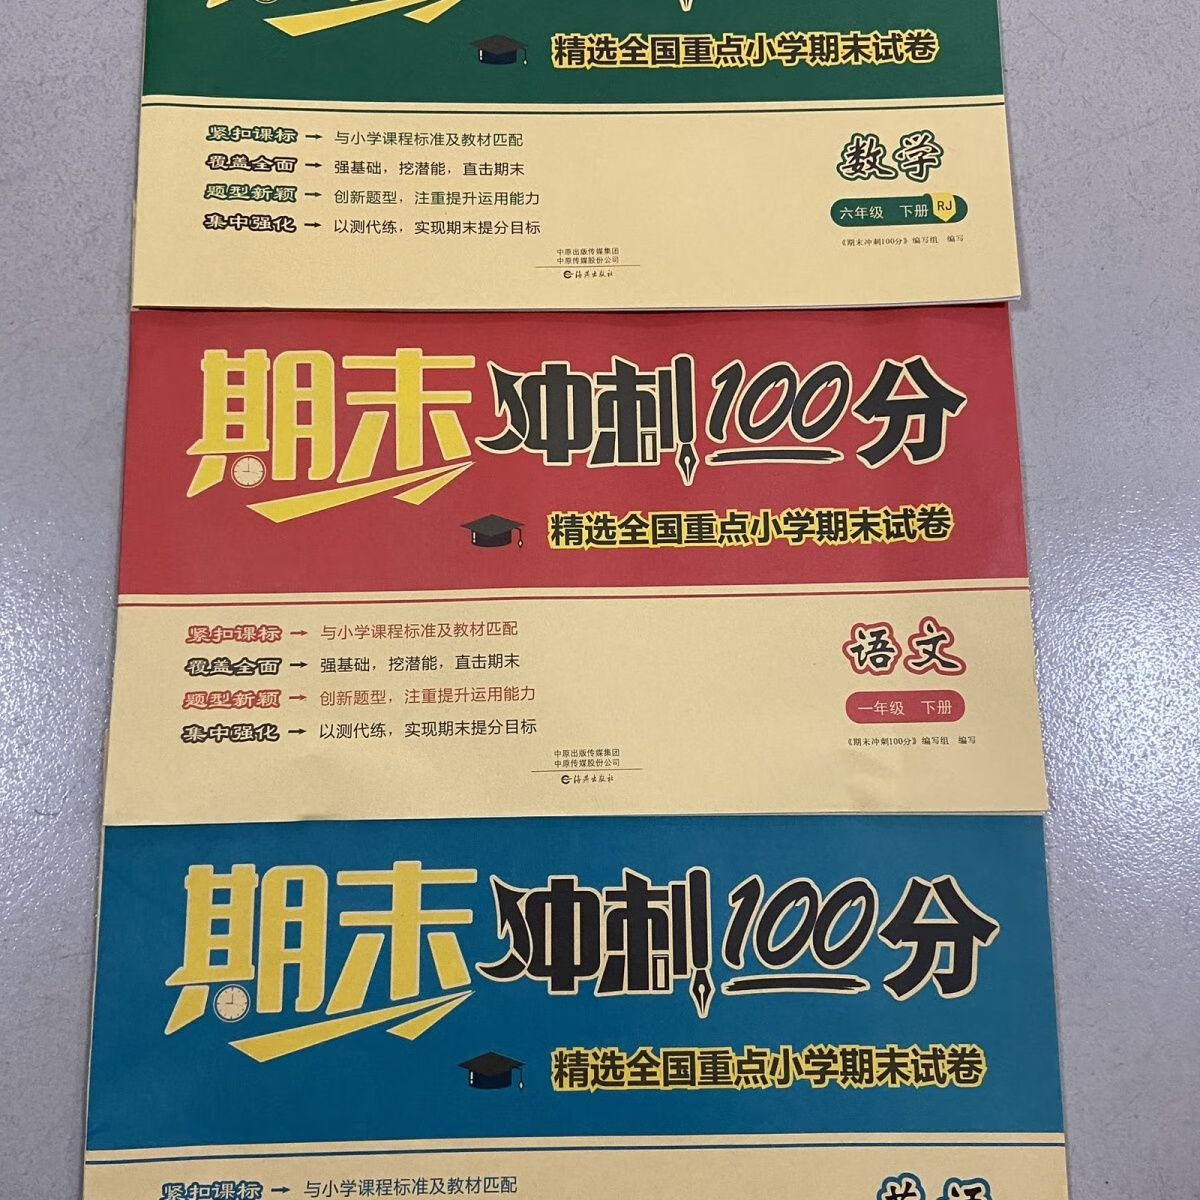 精选全国重点小学期末试卷
紧扣课标 → 与小学课程标准及教材匹配
覆盖全面 → 强基础，挖潜能，直击期末
题型新颖 → 创新题型，注重提升运用能力
集中强化 → 以测代练，实现期末提分目标
数学
六年级 下册 RJ
《期末冲刺100分》编写组 编写
中原出版传媒集团
中原传媒股份公司
海燕出版社
期末冲刺100分
精选全国重点小学期末试卷
紧扣课标 → 与小学课程标准及教材匹配
覆盖全面 → 强基础，挖潜能，直击期末
题型新颖 → 创新题型，注重提升运用能力
集中强化 → 以测代练，实现期末提分目标
语文
一年级 下册
《期末冲刺100分》编写组 编写
中原出版传媒集团
中原传媒股份公司
海燕出版社
期末冲刺100分
精选全国重点小学期末试卷
紧扣课标 → 与小学课程标准及教材匹配
英语